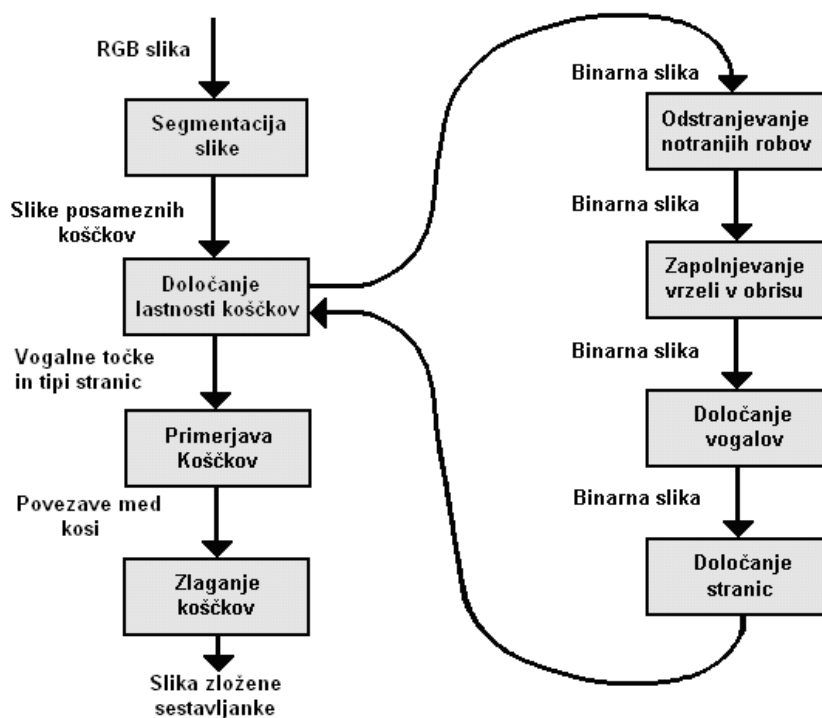 RGB slika
Segmentacija
slike
Slike posameznih
koščkov
Določanje
lastnosti koščkov
Vogalne točke
in tipi stranic
Primerjava
Koščkov
Povezave med
kosi
Zlaganje
koščkov
Slika zložene
sestavljanke
Binarna slika
Odstranjevanje
notranjih robov
Binarna slika
Zapolnjevanje
vrzeli v obrisu
Binarna slika
Določanje
vogalov
Binarna slika
Določanje
stranic